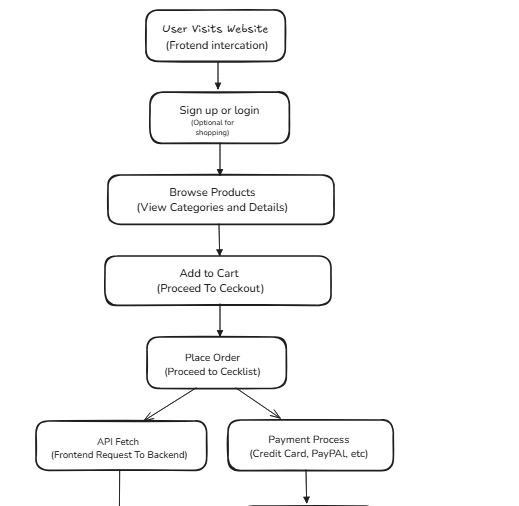 User Visits Website
(Frotend intercation)
Sign up or login
(Optional for
shopping)
Browse Products
(View Categories and Details)
Add to Cart
(Proceed To Ceckout)
Place Order
(Proceed to Cecklist)
API Fetch
(Frontend Request To Backend)
Payment Process
(Credit Card, PayPAl, etc)